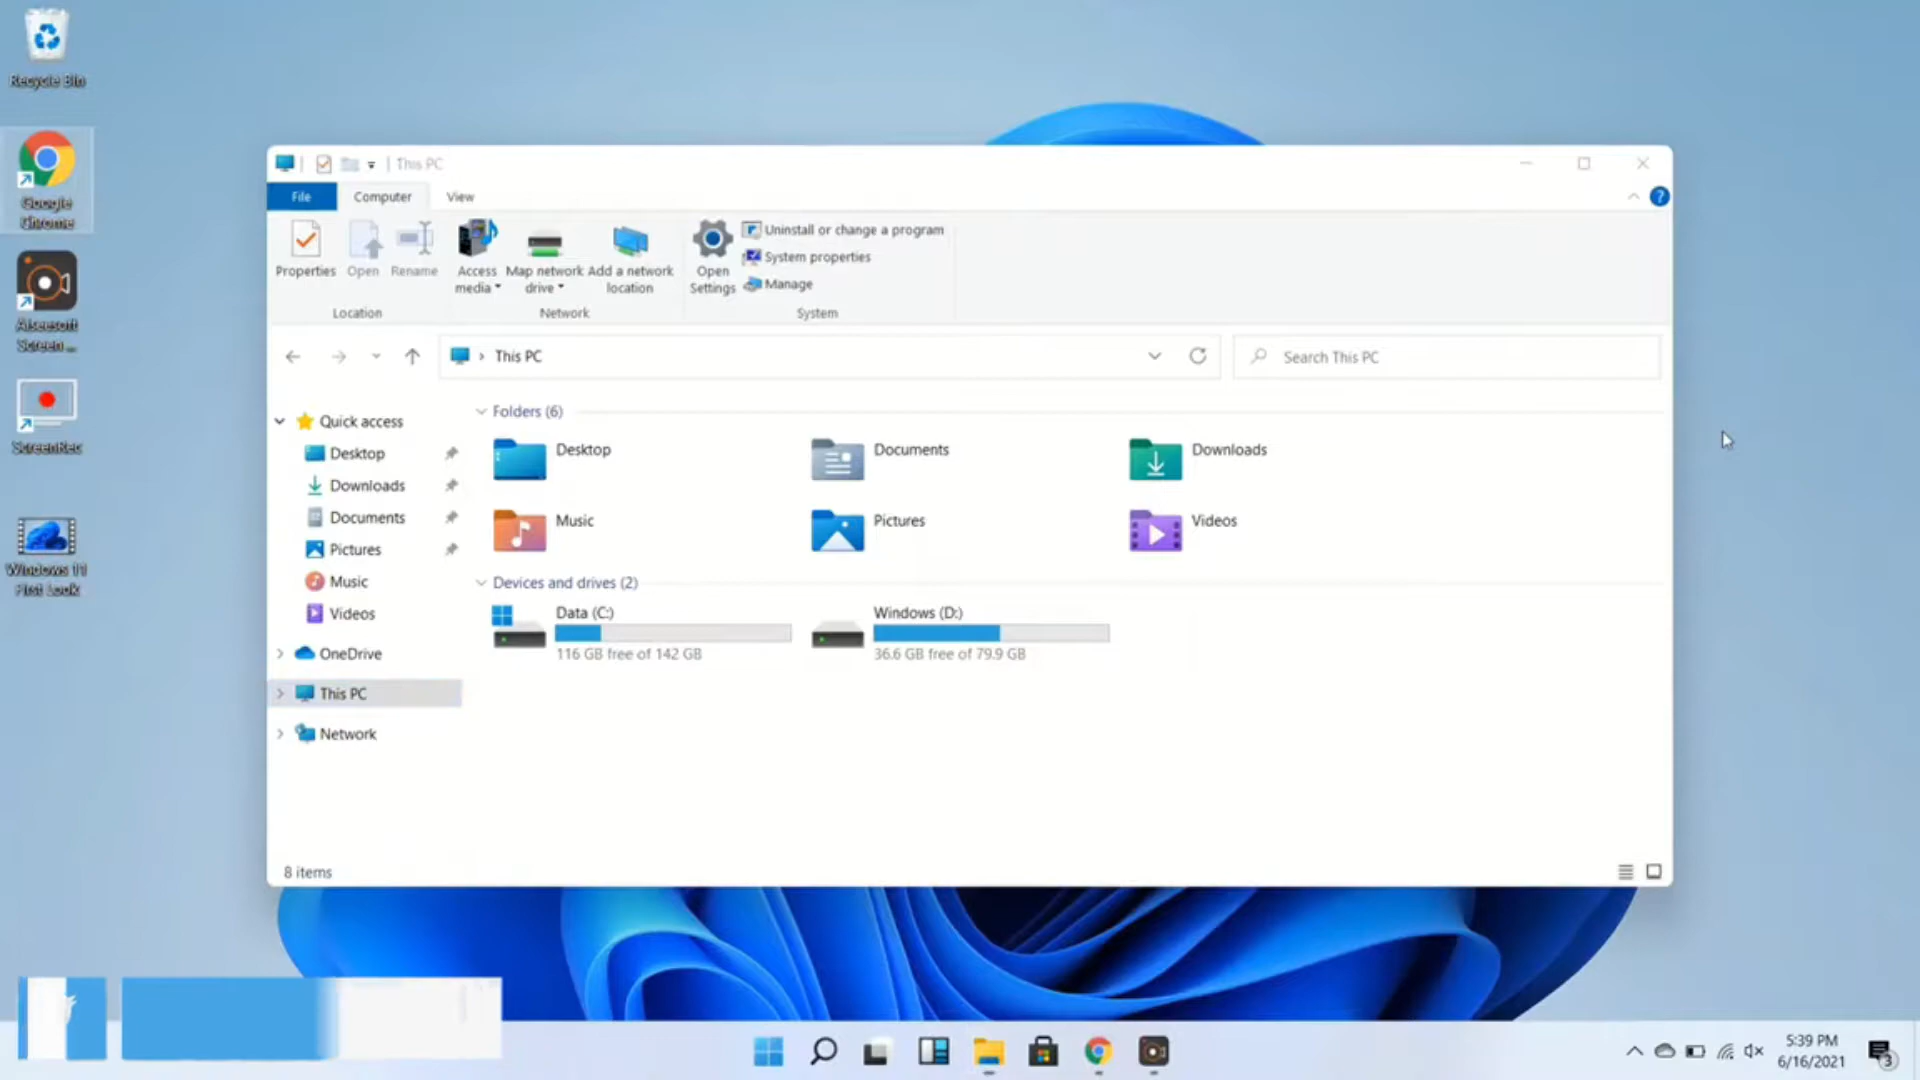 Recycle Bin
Google
Chrome
Aiseesoft
Screen ...
ScreenRec
Windows 11
First Look
This PC
File
Computer
View
?
Properties
Open
Rename
Access
media
Map network
drive
Add a network
location
Open
Settings
Uninstall or change a program
System properties
Manage
Location
Network
System
This PC
Search This PC
Quick access
Desktop
Downloads
Documents
Pictures
Music
Videos
OneDrive
This PC
Network
Folders (6)
Desktop
Documents
Downloads
Music
Pictures
Videos
Devices and drives (2)
Data (C:)
116 GB free of 142 GB
Windows (D:)
36.6 GB free of 79.9 GB
8 items
5:39 PM
6/16/2021
3